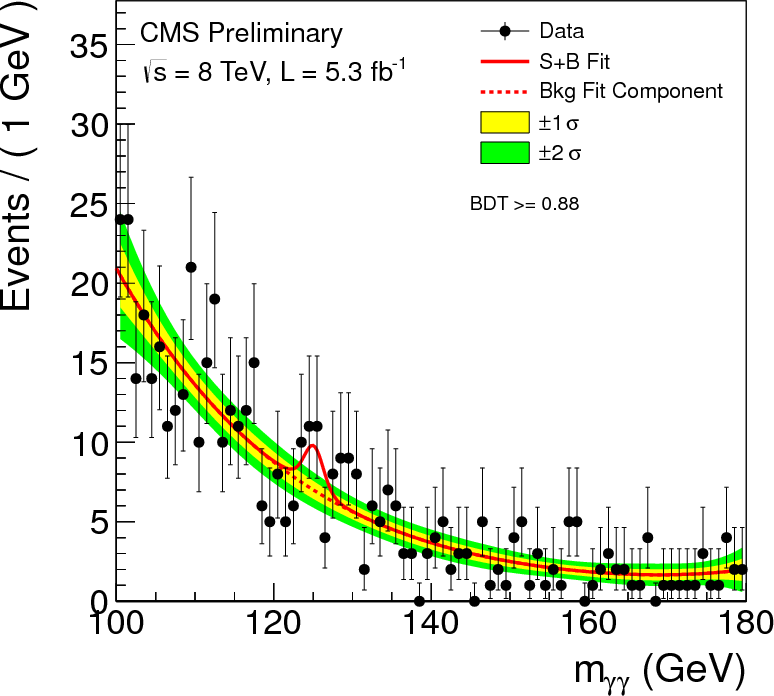 CMS Preliminary
√s = 8 TeV, L = 5.3 fb⁻¹
Data
S+B Fit
Bkg Fit Component
±1 σ
±2 σ
BDT >= 0.88
Events / ( 1 GeV)
35
30
25
20
15
10
5
0
100 120 140 160 180
mγγ (GeV)